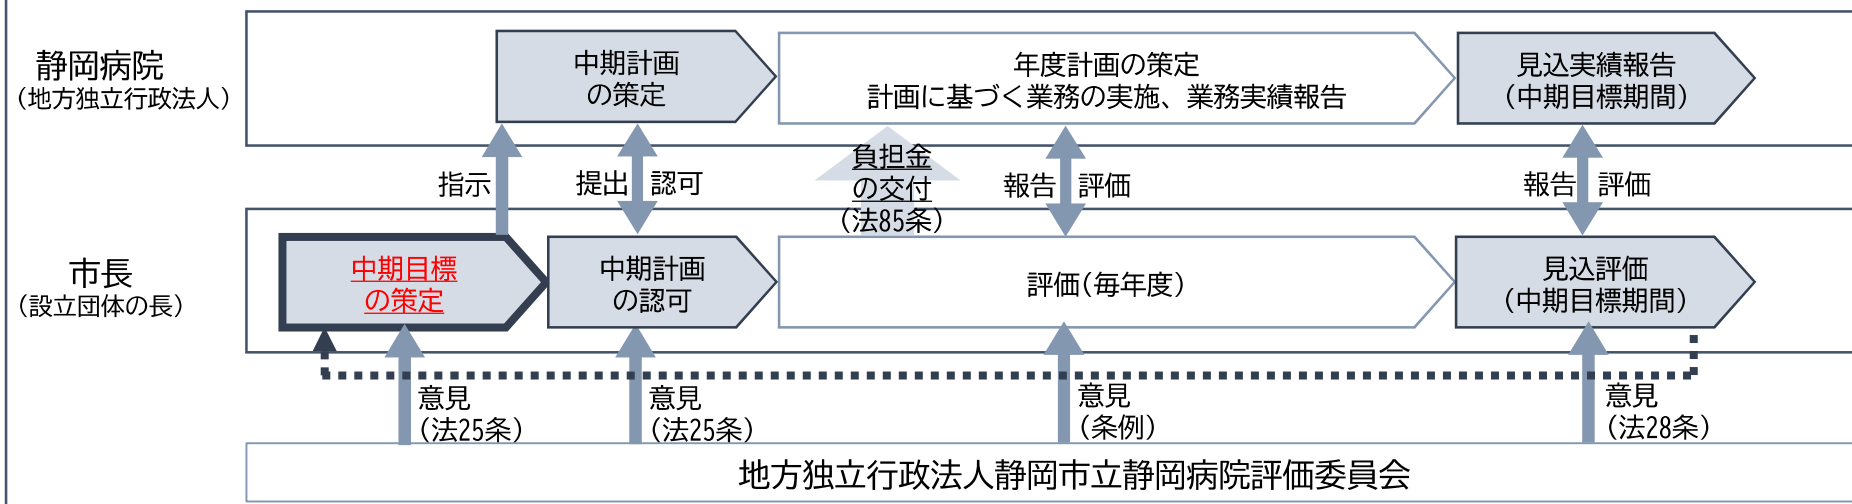 静岡病院
（地方独立行政法人）
中期計画
の策定
年度計画の策定
計画に基づく業務の実施、業務実績報告
見込実績報告
（中期目標期間）
指示
提出
認可
負担金
の交付
（法85条）
報告
評価
報告
評価
市長
（設立団体の長）
中期目標
の策定
中期計画
の認可
評価（毎年度）
見込評価
（中期目標期間）
意見
（法25条）
意見
（法25条）
意見
（条例）
意見
（法28条）
地方独立行政法人静岡市立静岡病院評価委員会